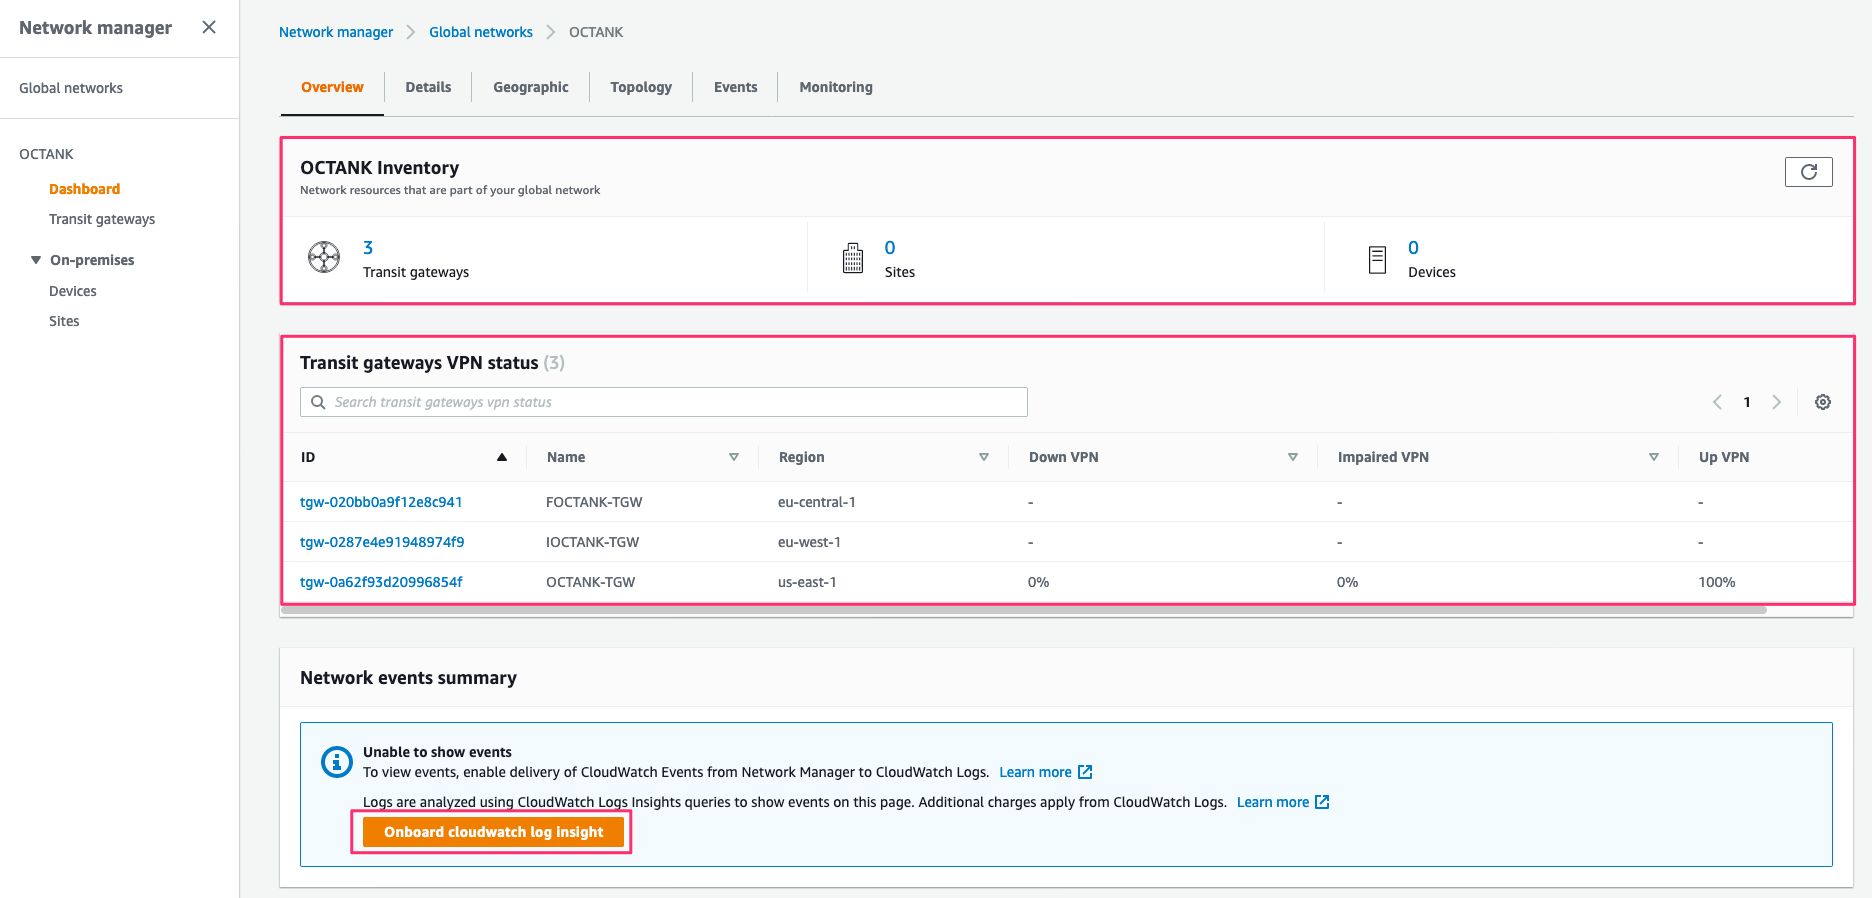 Network manager
Global networks
OCTANK
Dashboard
Transit gateways
On-premises
Devices
Sites
Network manager Global networks OCTANK
Overview Details Geographic Topology Events Monitoring
OCTANK Inventory
Network resources that are part of your global network
3
Transit gateways
0
Sites
0
Devices
Transit gateways VPN status (3)
Search transit gateways vpn status
1
ID Name Region Down VPN Impaired VPN Up VPN
tgw-020bb0a9f12e8c941 FOCTANK-TGW eu-central-1 - - -
tgw-0287e4e91948974f9 IOCTANK-TGW eu-west-1 - - -
tgw-0a62f93d20996854f OCTANK-TGW us-east-1 0% 0% 100%
Network events summary
Unable to show events
To view events, enable delivery of CloudWatch Events from Network Manager to CloudWatch Logs. Learn more
Logs are analyzed using CloudWatch Logs Insights queries to show events on this page. Additional charges apply from CloudWatch Logs. Learn more
Onboard cloudwatch log insight